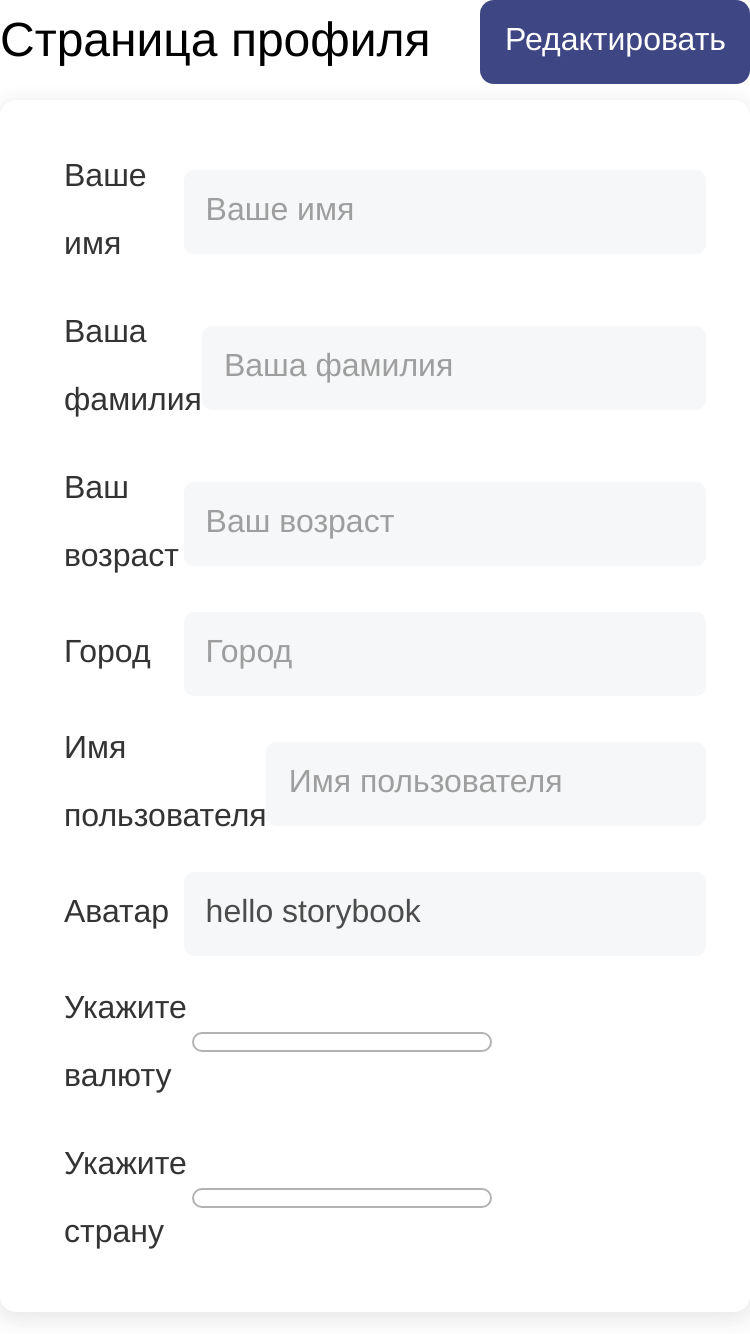 Страница профиля
Редактировать
Ваше
имя
Ваше имя
Ваша
фамилия
Ваша фамилия
Ваш
возраст
Ваш возраст
Город
Город
Имя
пользователя
Имя пользователя
Аватар
hello storybook
Укажите
валюту
Укажите
страну